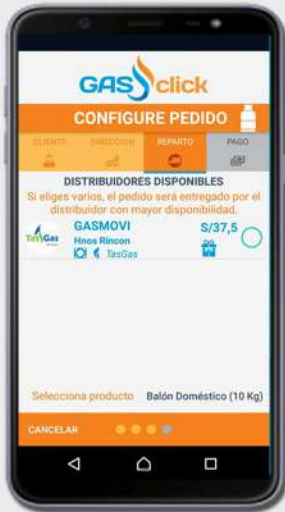 GAS click
CONFIGURE PEDIDO
CLIENTE DIRECCION REPARTO PAGO
DISTRIBUIDORES DISPONIBLES
Si eliges varios, el pedido será entregado por el
distribuidor con mayor disponibilidad.
TasGas GASMOVI S/37,5
Hnos Rincon
TasGas
Selecciona producto Balón Doméstico (10 Kg)
CANCELAR